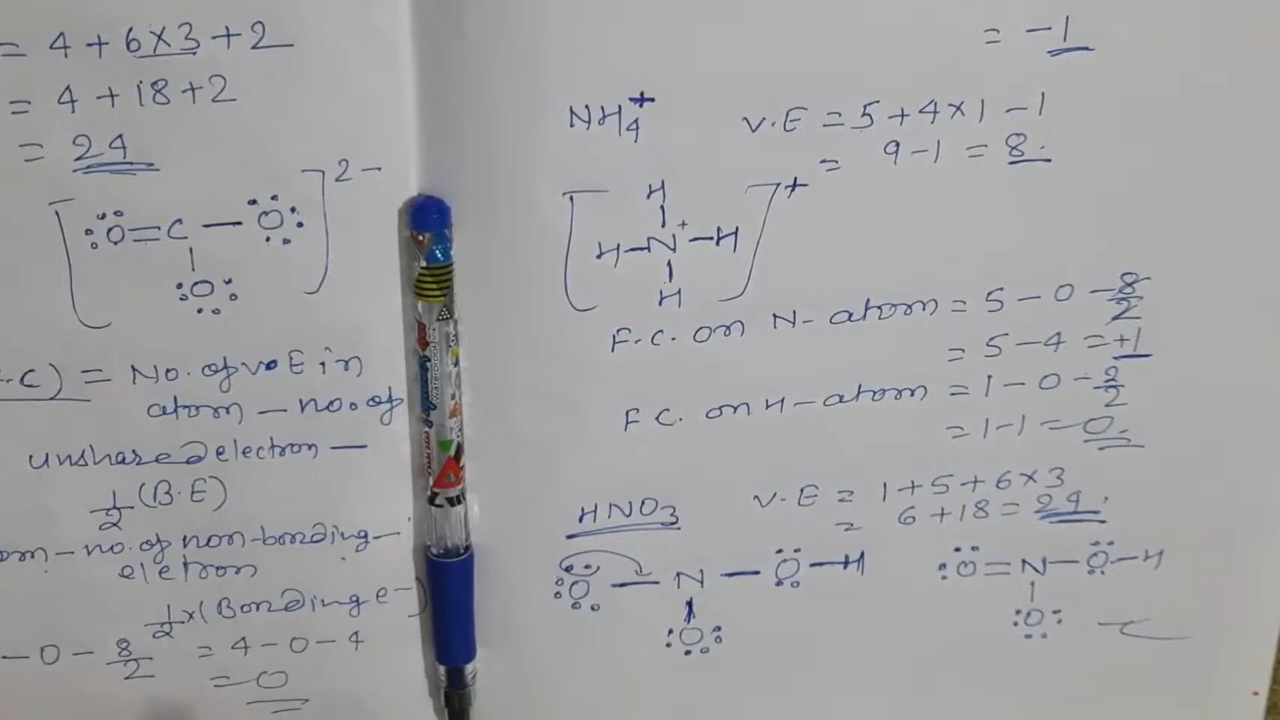 = 4 + 6×3 + 2
= 4 + 18 + 2
= 24
[:Ö=C—Ö:]2-
:O:
.C) = No. of v.E in
atom — no. of
unshared electron —
1/2 (B.E)
om — no. of non-bonding —
eletron
1/2 × (Bonding e-)
— 0 — 8/2 = 4 - 0 - 4
= 0
= -1
NH4+ V.E = 5 + 4 × 1 - 1
= 9 - 1 = 8.
H
[H—N+—H]+
H
F.C. on N-atom = 5 - 0 - 8/2
= 5 - 4 = +1
F.C. on H-atom = 1 - 0 - 2/2
= 1 - 1 = 0.
HNO3 V.E = 1 + 5 + 6 × 3
= 6 + 18 = 24.
:O — N — O — H :O = N — O — H
:O: :O:
Waterproof Ink